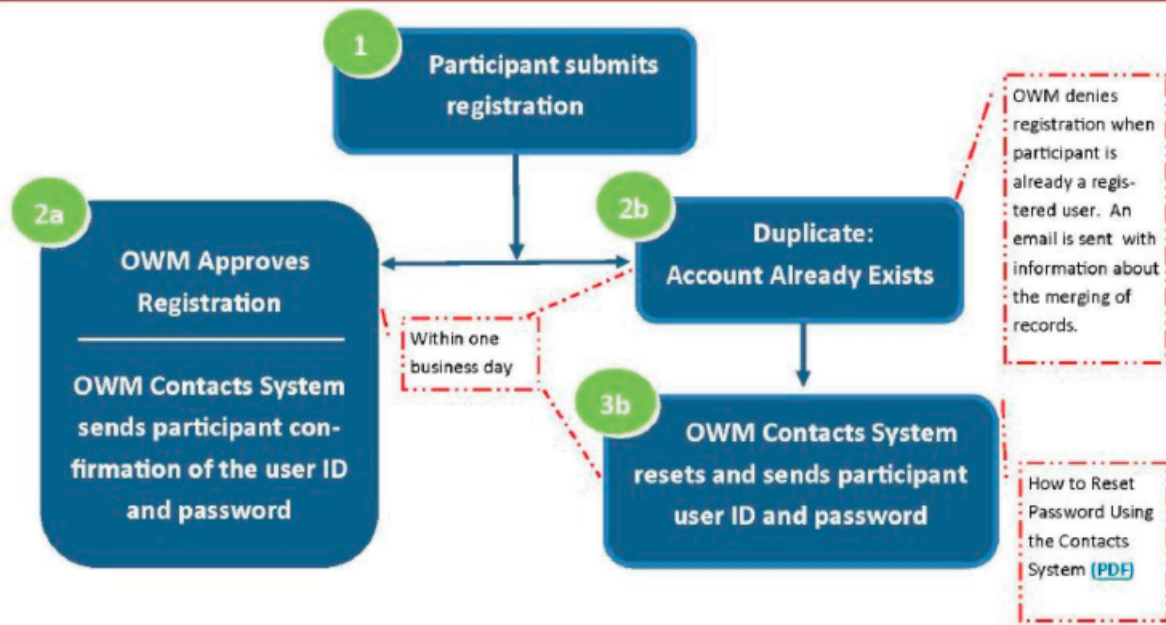 1
Participant submits
registration
2a
OWM Approves
Registration
OWM Contacts System
sends participant con-
firmation of the user ID
and password
Within one
business day
2b
Duplicate:
Account Already Exists
OWM denies
registration when
participant is
already a regis-
tered user. An
email is sent with
information about
the merging of
records.
3b
OWM Contacts System
resets and sends participant
user ID and password
How to Reset
Password Using
the Contacts
System (PDF)